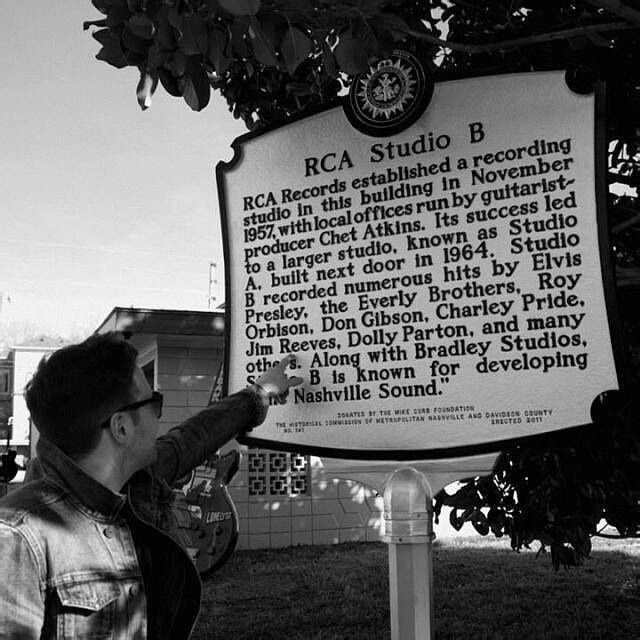 RCA Studio B
RCA Records established a recording
studio in this building in November
1957, with local offices run by guitarist-
producer Chet Atkins. Its success led
to a larger studio, known as Studio
A, built next door in 1964. Studio
B recorded numerous hits by Elvis
Presley, the Everly Brothers, Roy
Orbison, Don Gibson, Charley Pride,
Jim Reeves, Dolly Parton, and many
others. Along with Bradley Studios,
B is known for developing
Nashville Sound."
DONATED BY THE MIKE CURB FOUNDATION
THE HISTORICAL COMMISSION OF METROPOLITAN NASHVILLE AND DAVIDSON COUNTY
NO. 147 ERECTED 2011